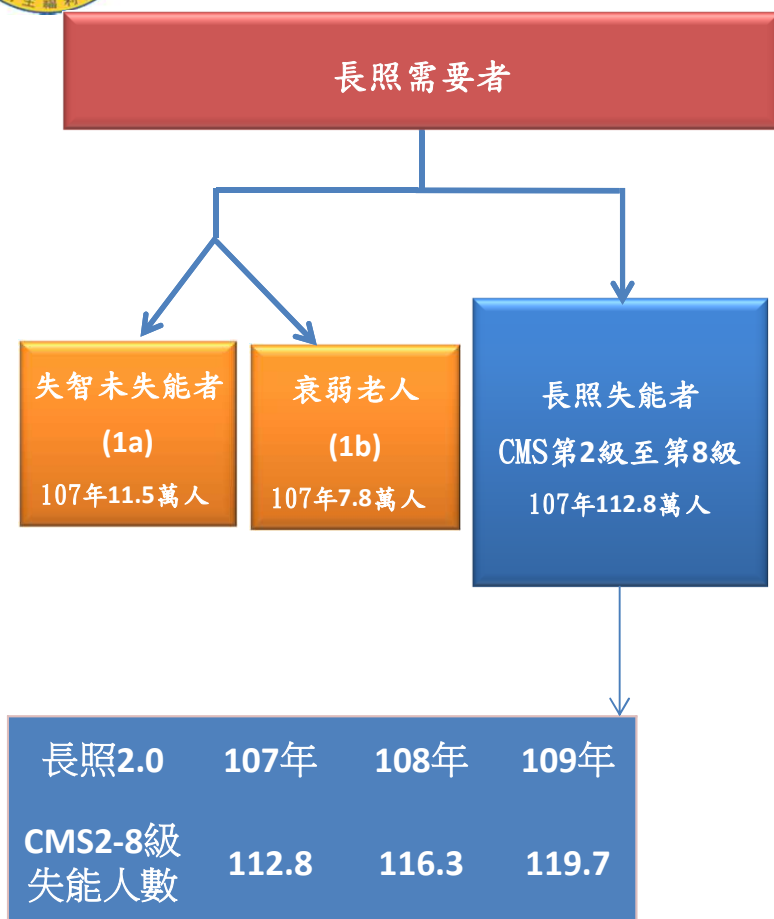 生福利
長照需要者
失智未失能者
(1a)
107年11.5萬人
衰弱老人
(1b)
107年7.8萬人
長照失能者
CMS第2級至第8級
107年112.8萬人
長照2.0 107年 108年 109年
CMS2-8級
失能人數 112.8 116.3 119.7